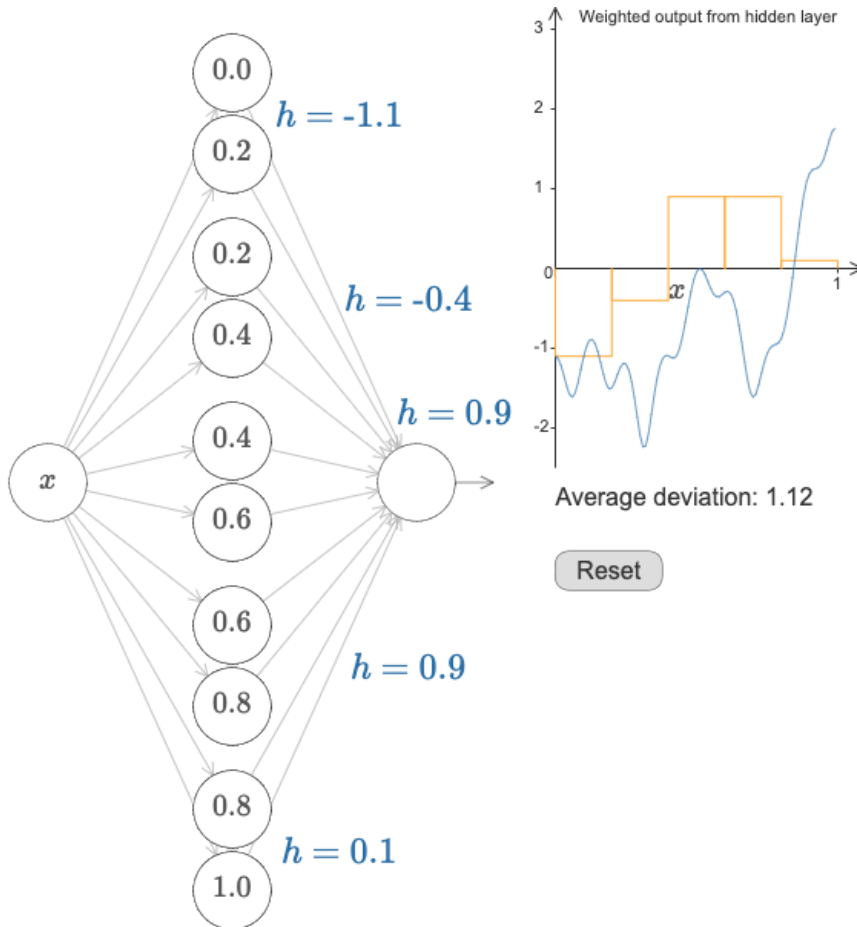 0.0
h = -1.1
0.2
0.2
h = -0.4
0.4
h = 0.9
0.4
x
0.6
0.6
h = 0.9
0.8
0.8
h = 0.1
1.0
Weighted output from hidden layer
3
2
1
0
x
1
-1
-2
Average deviation: 1.12
Reset